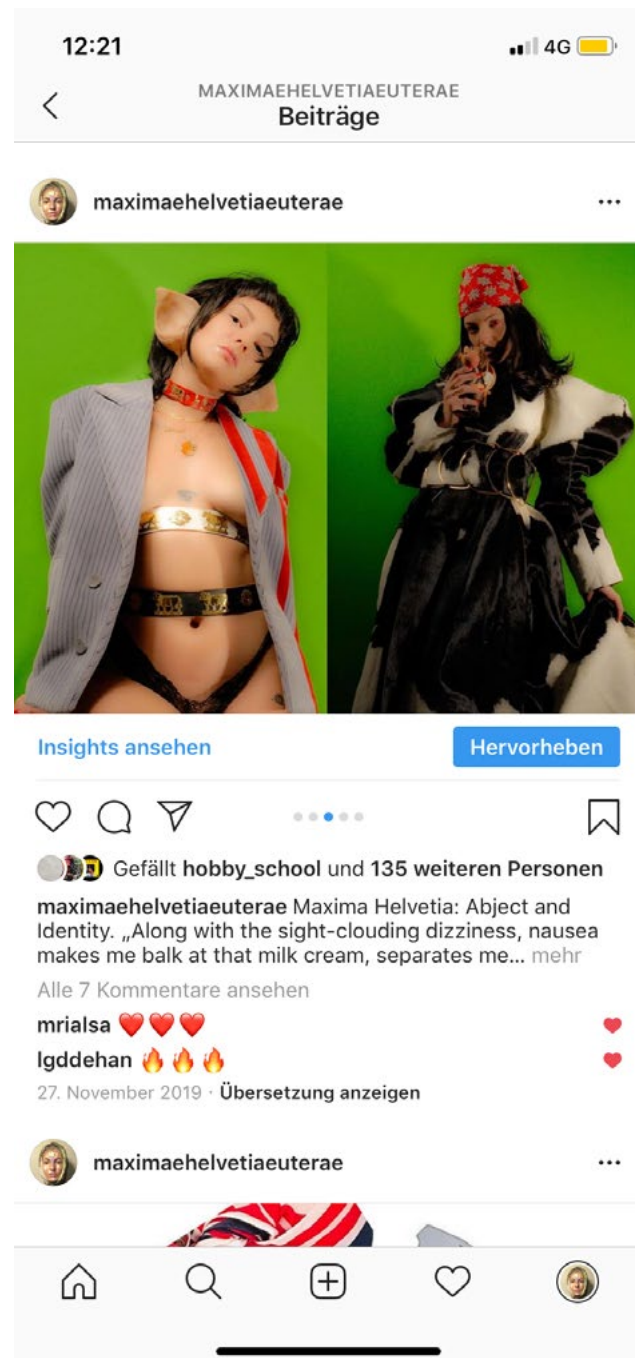 12:21
4G
MAXIMAEHELVETIAEUTERAE
Beiträge
maximaehelvetiaeuterae
Insights ansehen
Hervorheben
Gefällt hobby_school und 135 weiteren Personen
maximaehelvetiaeuterae Maxima Helvetia: Abject and
Identity. „Along with the sight-clouding dizziness, nausea
makes me balk at that milk cream, separates me... mehr
Alle 7 Kommentare ansehen
mrialsa ❤️❤️❤️
lgddehan 🔥🔥🔥
27. November 2019 · Übersetzung anzeigen
maximaehelvetiaeuterae